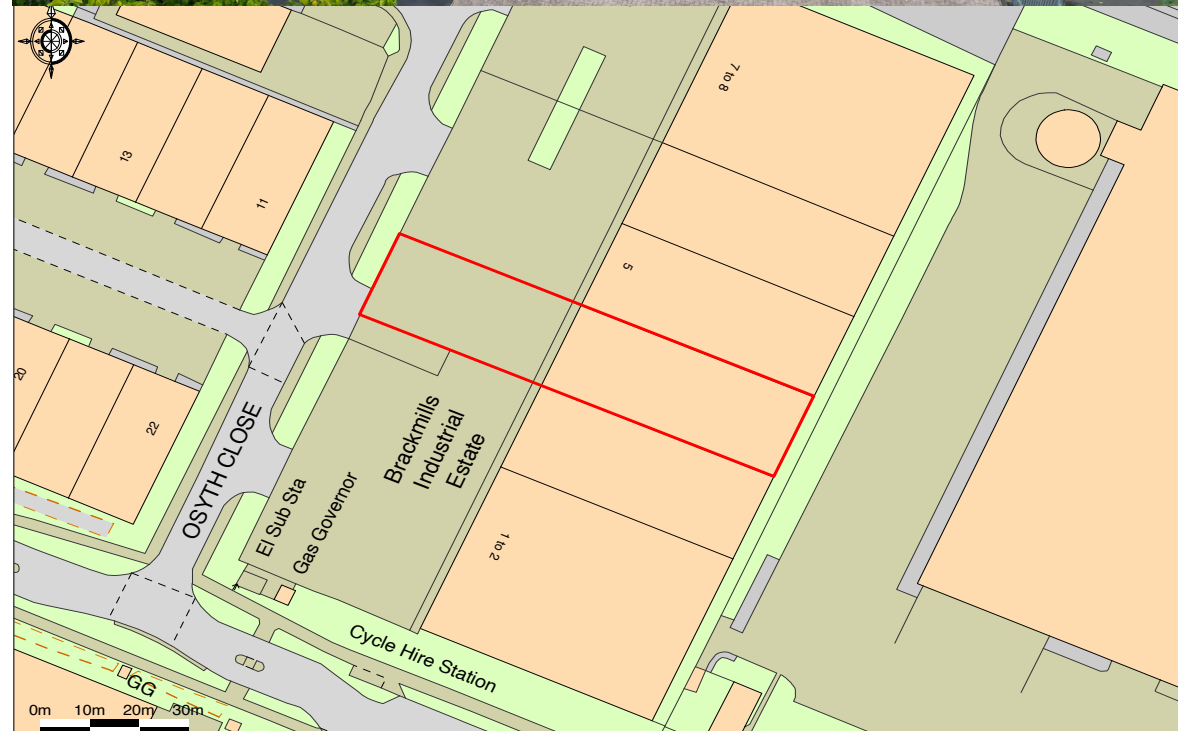 7 to 8
13
11
5
20
22
OSYTH CLOSE
Brackmills
Industrial
Estate
El Sub Sta
Gas Governor
1 to 2
Cycle Hire Station
GG
0m 10m 20m 30m